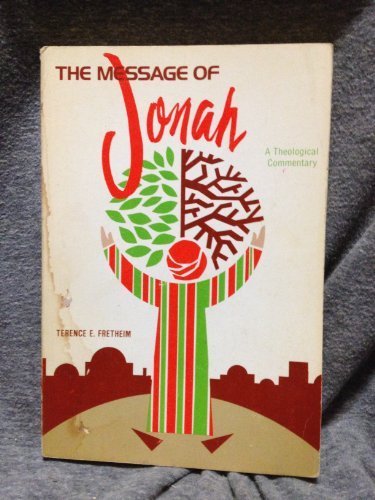 THE MESSAGE OF
Jonah
A Theological
Commentary
TERENCE E. FRETHEIM